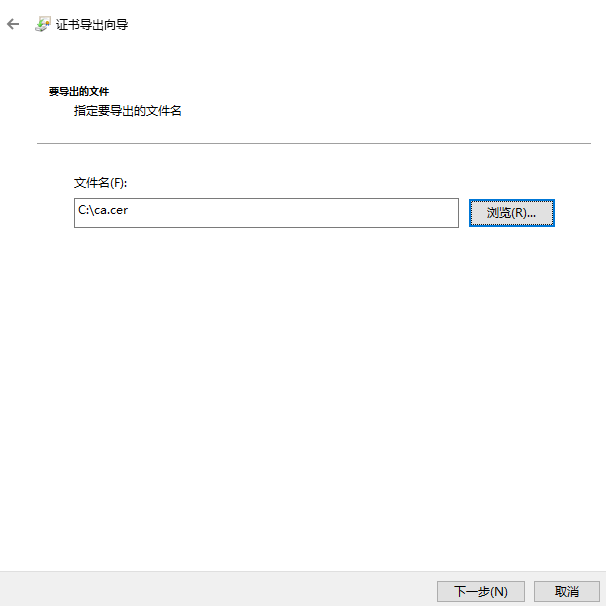 证书导出向导
要导出的文件
指定要导出的文件名
文件名(F):
C:\ca.cer
浏览(R)...
下一步(N)
取消